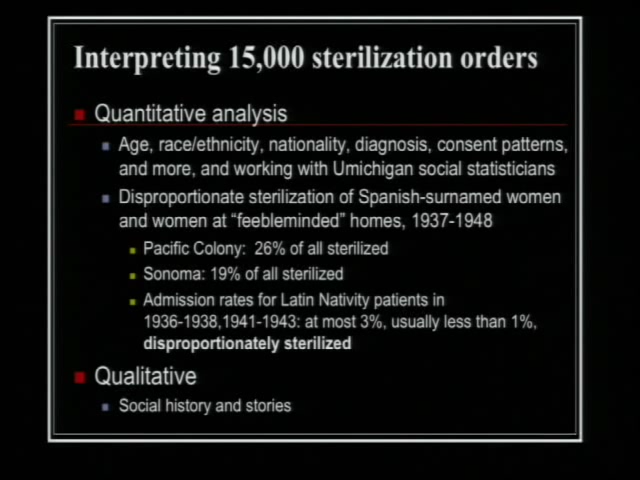 Interpreting 15,000 sterilization orders
Quantitative analysis
Age, race/ethnicity, nationality, diagnosis, consent patterns,
and more, and working with Umichigan social statisticians
Disproportionate sterilization of Spanish-surnamed women
and women at “feebleminded” homes, 1937-1948
Pacific Colony: 26% of all sterilized
Sonoma: 19% of all sterilized
Admission rates for Latin Nativity patients in
1936-1938,1941-1943: at most 3%, usually less than 1%,
disproportionately sterilized
Qualitative
Social history and stories